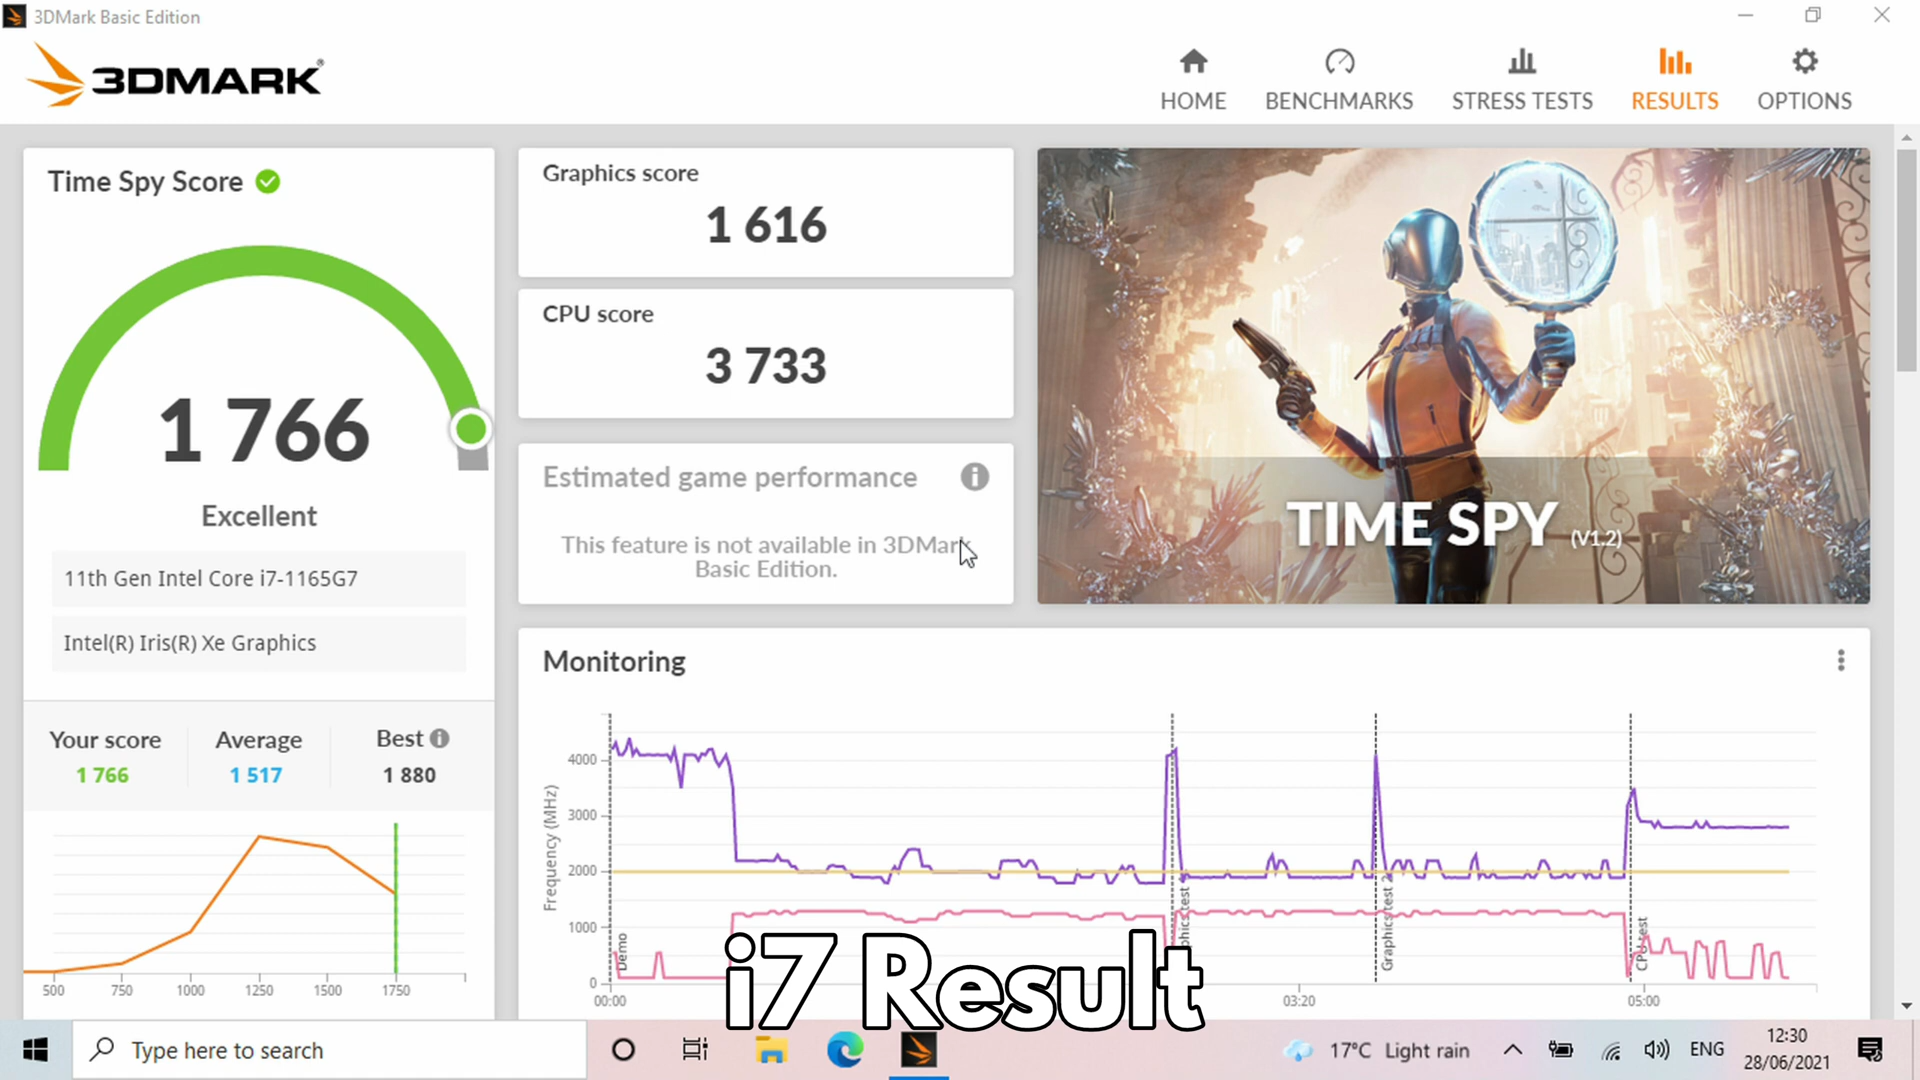 3DMark Basic Edition
3DMARK
HOME
BENCHMARKS
STRESS TESTS
RESULTS
OPTIONS
Time Spy Score
1 766
Excellent
11th Gen Intel Core i7-1165G7
Intel(R) Iris(R) Xe Graphics
Your score
1 766
Average
1 517
Best
1 880
500 750 1000 1250 1500 1750
Graphics score
1 616
CPU score
3 733
Estimated game performance
This feature is not available in 3DMark
Basic Edition.
TIME SPY (V1.2)
Monitoring
Frequency (MHz)
4000
3000
2000
1000
0
Demo
Graphics test
CPU test
00:00 03:20 05:00
i7 Result
Type here to search
17°C Light rain
ENG
12:30
28/06/2021